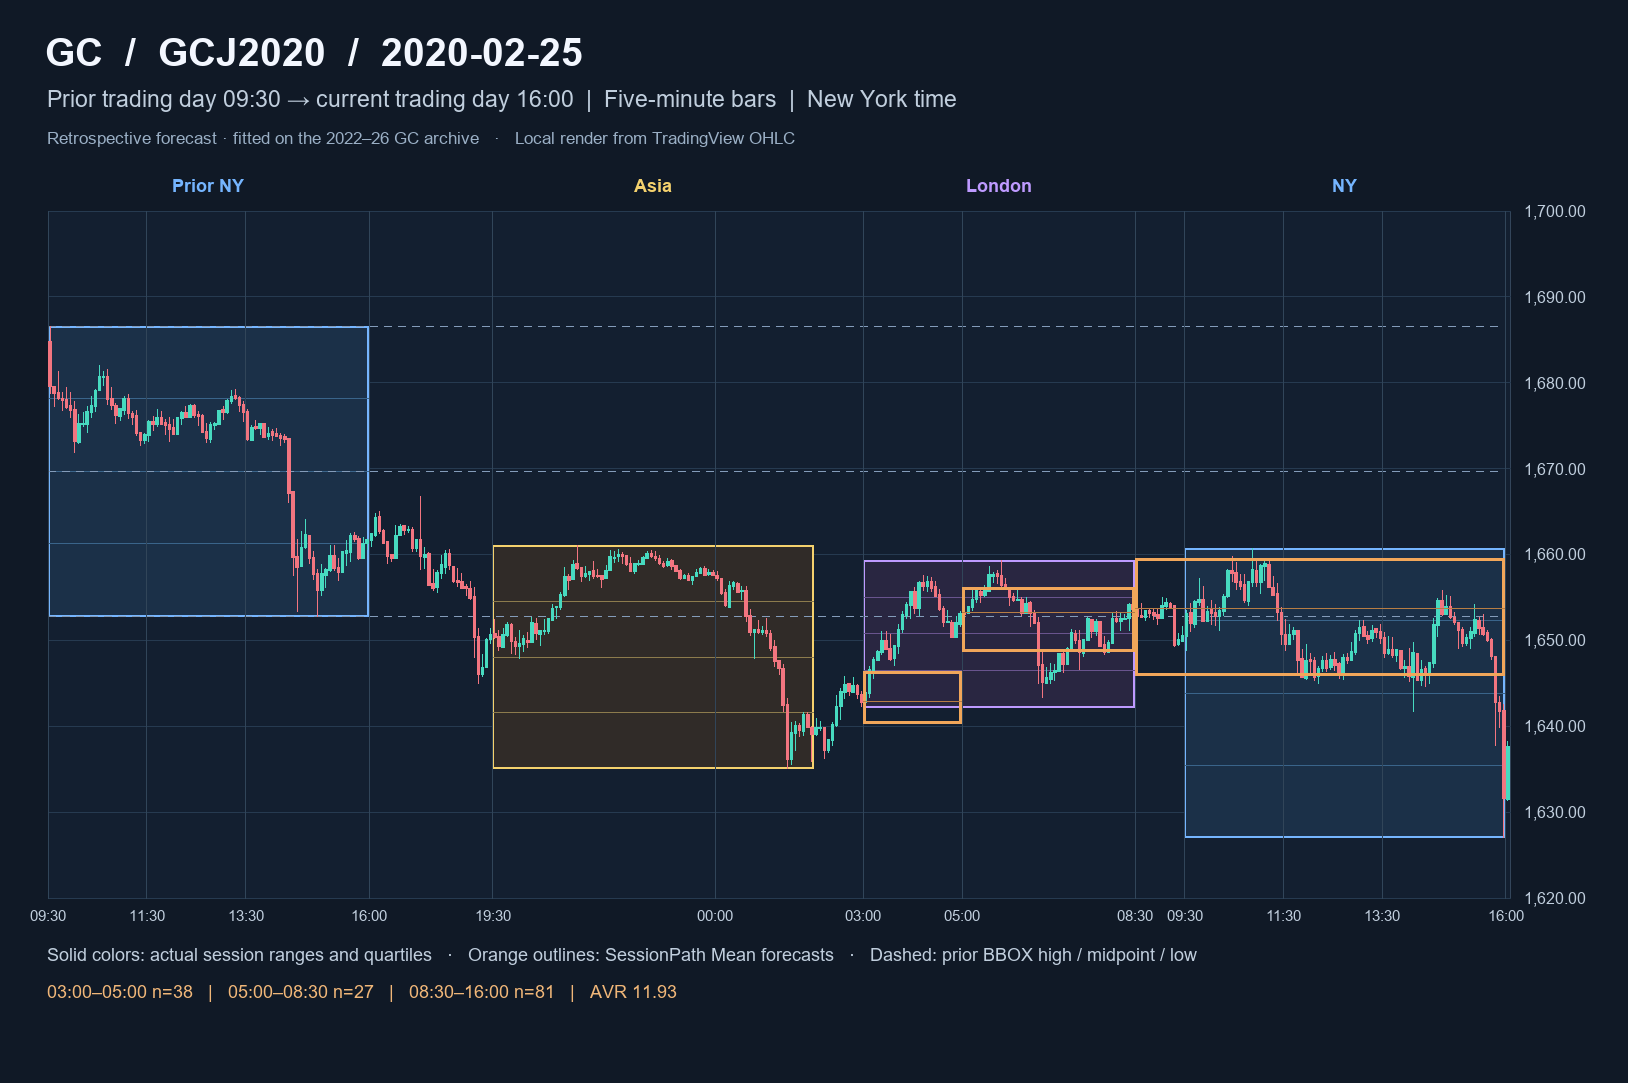 GC / GCJ2020 / 2020-02-25
Prior trading day 09:30 → current trading day 16:00 | Five-minute bars | New York time
Retrospective forecast · fitted on the 2022–26 GC archive · Local render from TradingView OHLC
Prior NY
Asia
London
NY
1,700.00
1,690.00
1,680.00
1,670.00
1,660.00
1,650.00
1,640.00
1,630.00
1,620.00
09:30 11:30 13:30 16:00 19:30 00:00 03:00 05:00 08:30 09:30 11:30 13:30 16:00
Solid colors: actual session ranges and quartiles · Orange outlines: SessionPath Mean forecasts · Dashed: prior BBOX high / midpoint / low
03:00–05:00 n=38 | 05:00–08:30 n=27 | 08:30–16:00 n=81 | AVR 11.93